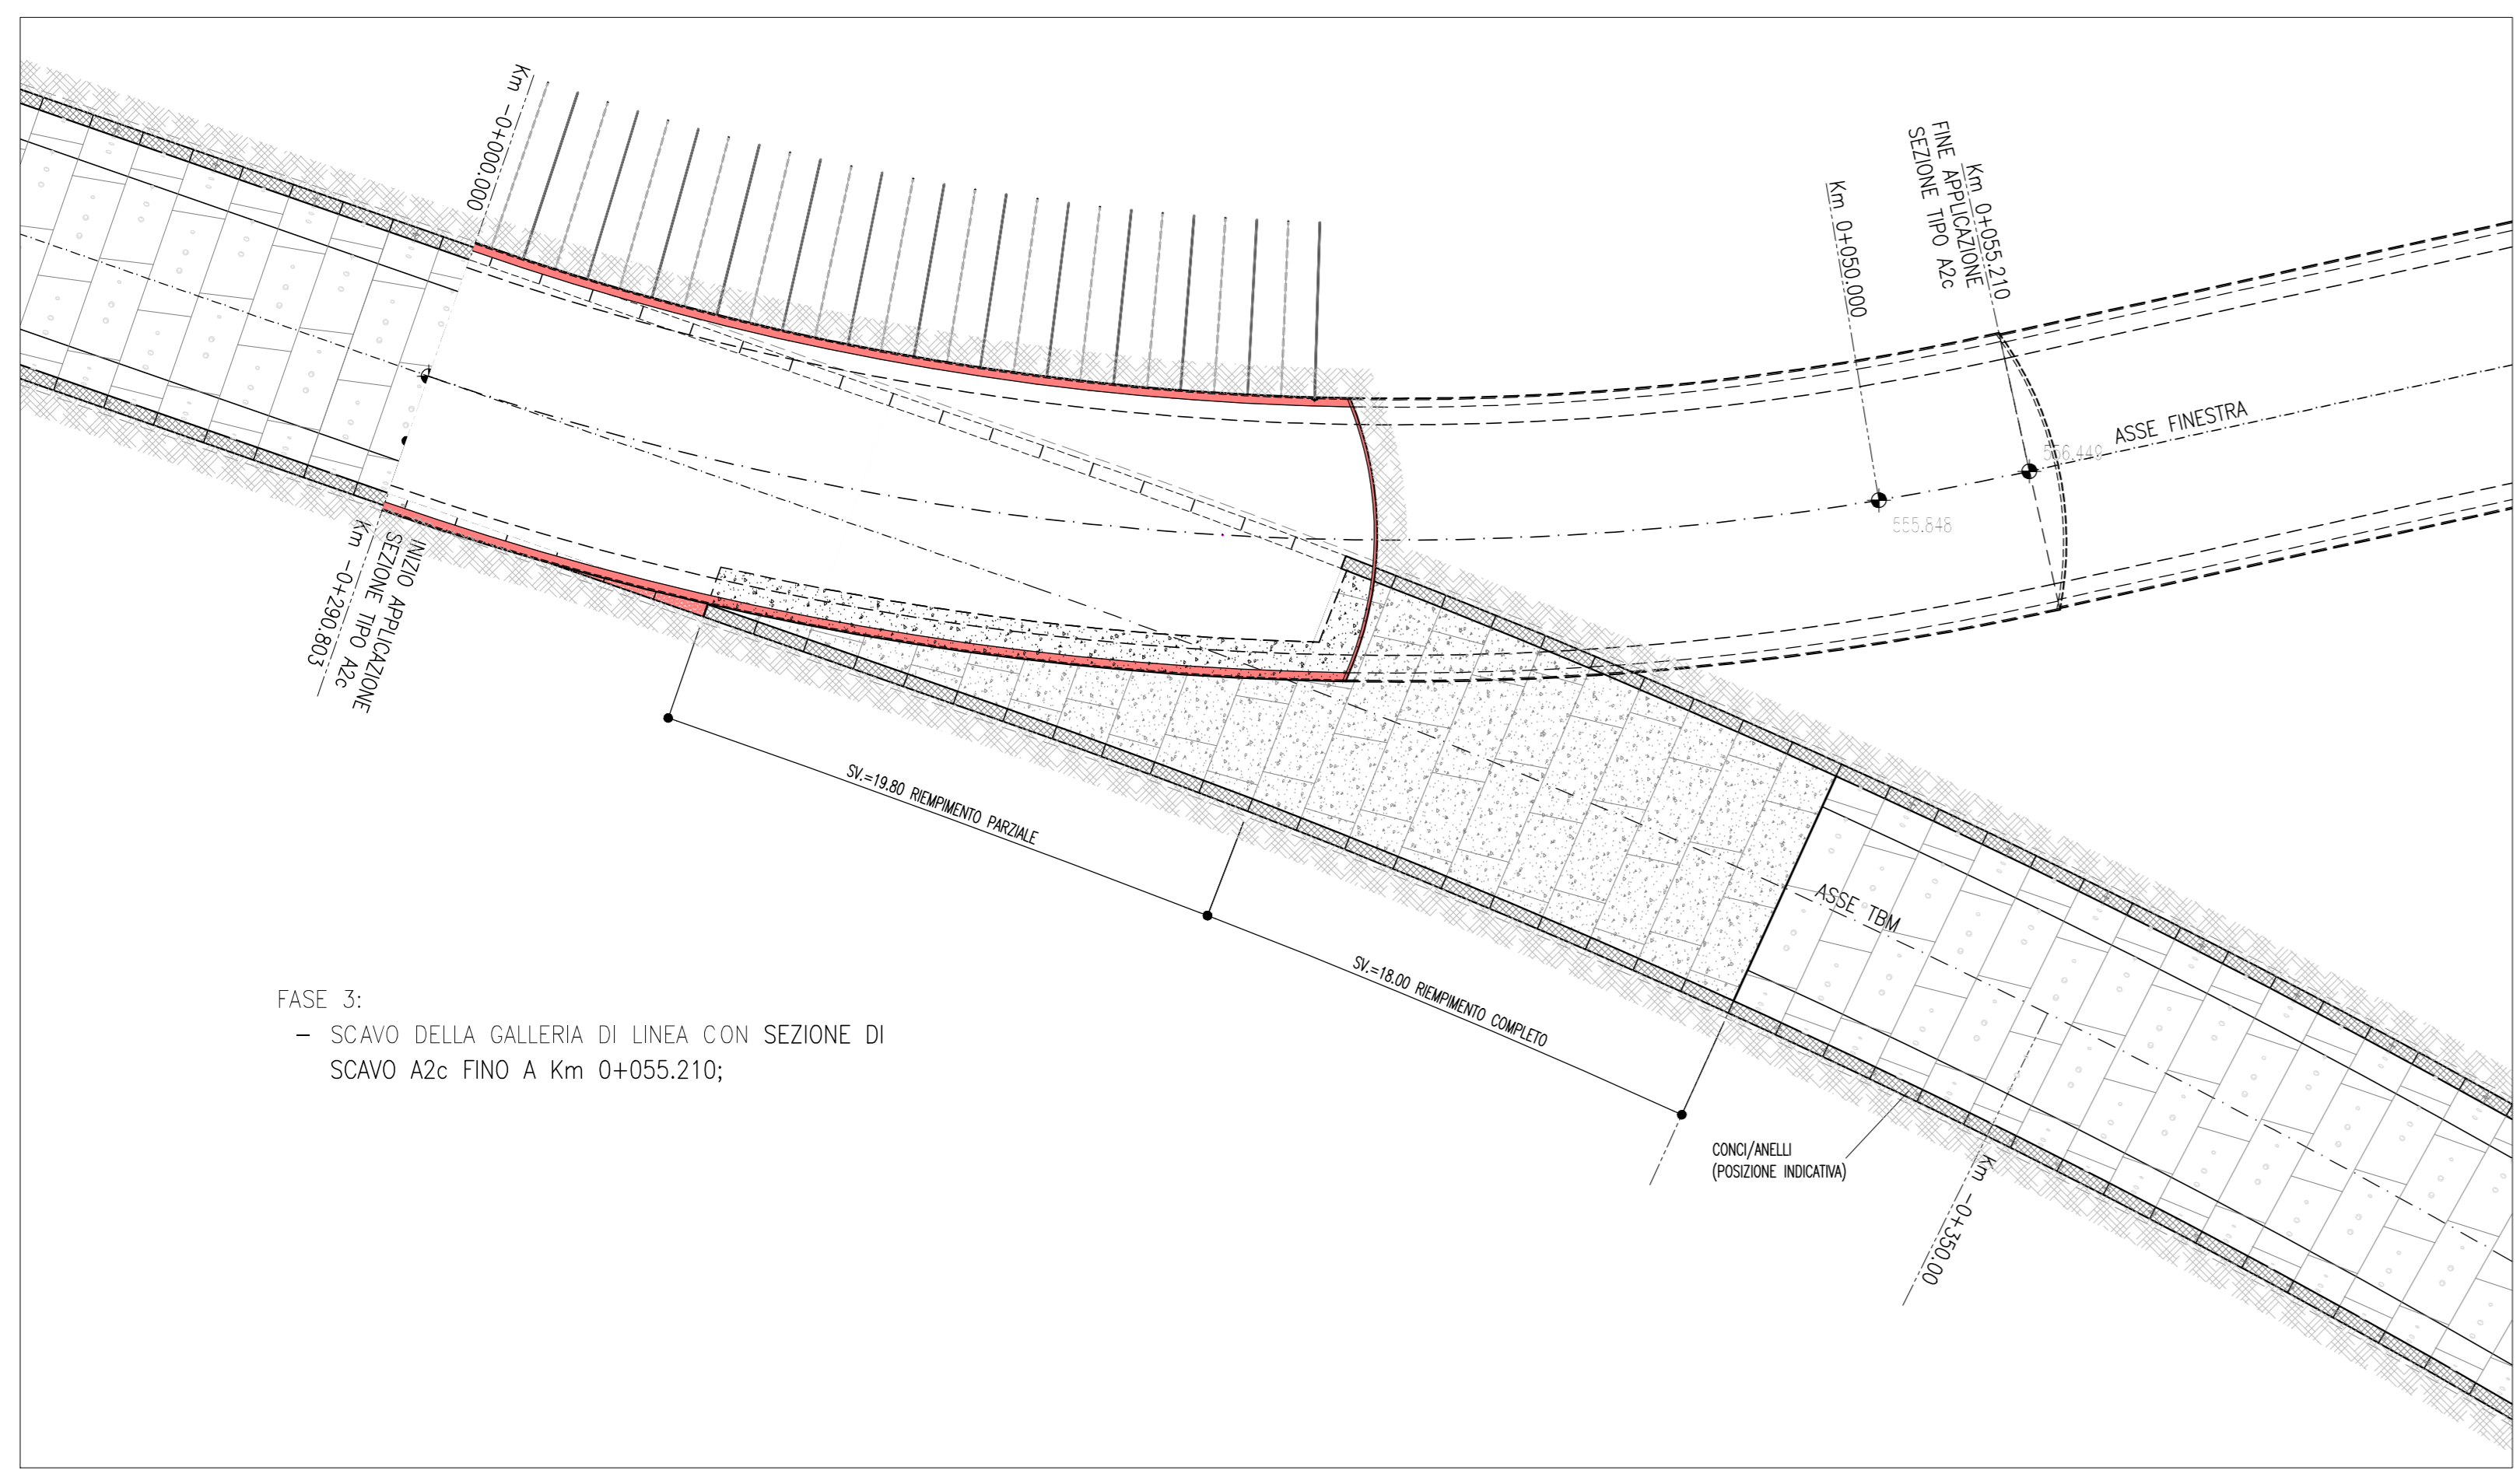 Km -0+000.000
Km 0+050.000
Km 0+055.210
FINE APPLICAZIONE
SEZIONE TIPO A2c
556.449
ASSE FINESTRA
555.848
INIZIO APPLICAZIONE
SEZIONE TIPO A2c
Km -0+290.803
SV.=19.80 RIEMPIMENTO PARZIALE
SV.=18.00 RIEMPIMENTO COMPLETO
ASSE TBM
FASE 3:
- SCAVO DELLA GALLERIA DI LINEA CON SEZIONE DI
SCAVO A2c FINO A Km 0+055.210;
CONCI/ANELLI
(POSIZIONE INDICATIVA)
Km -0+350.00